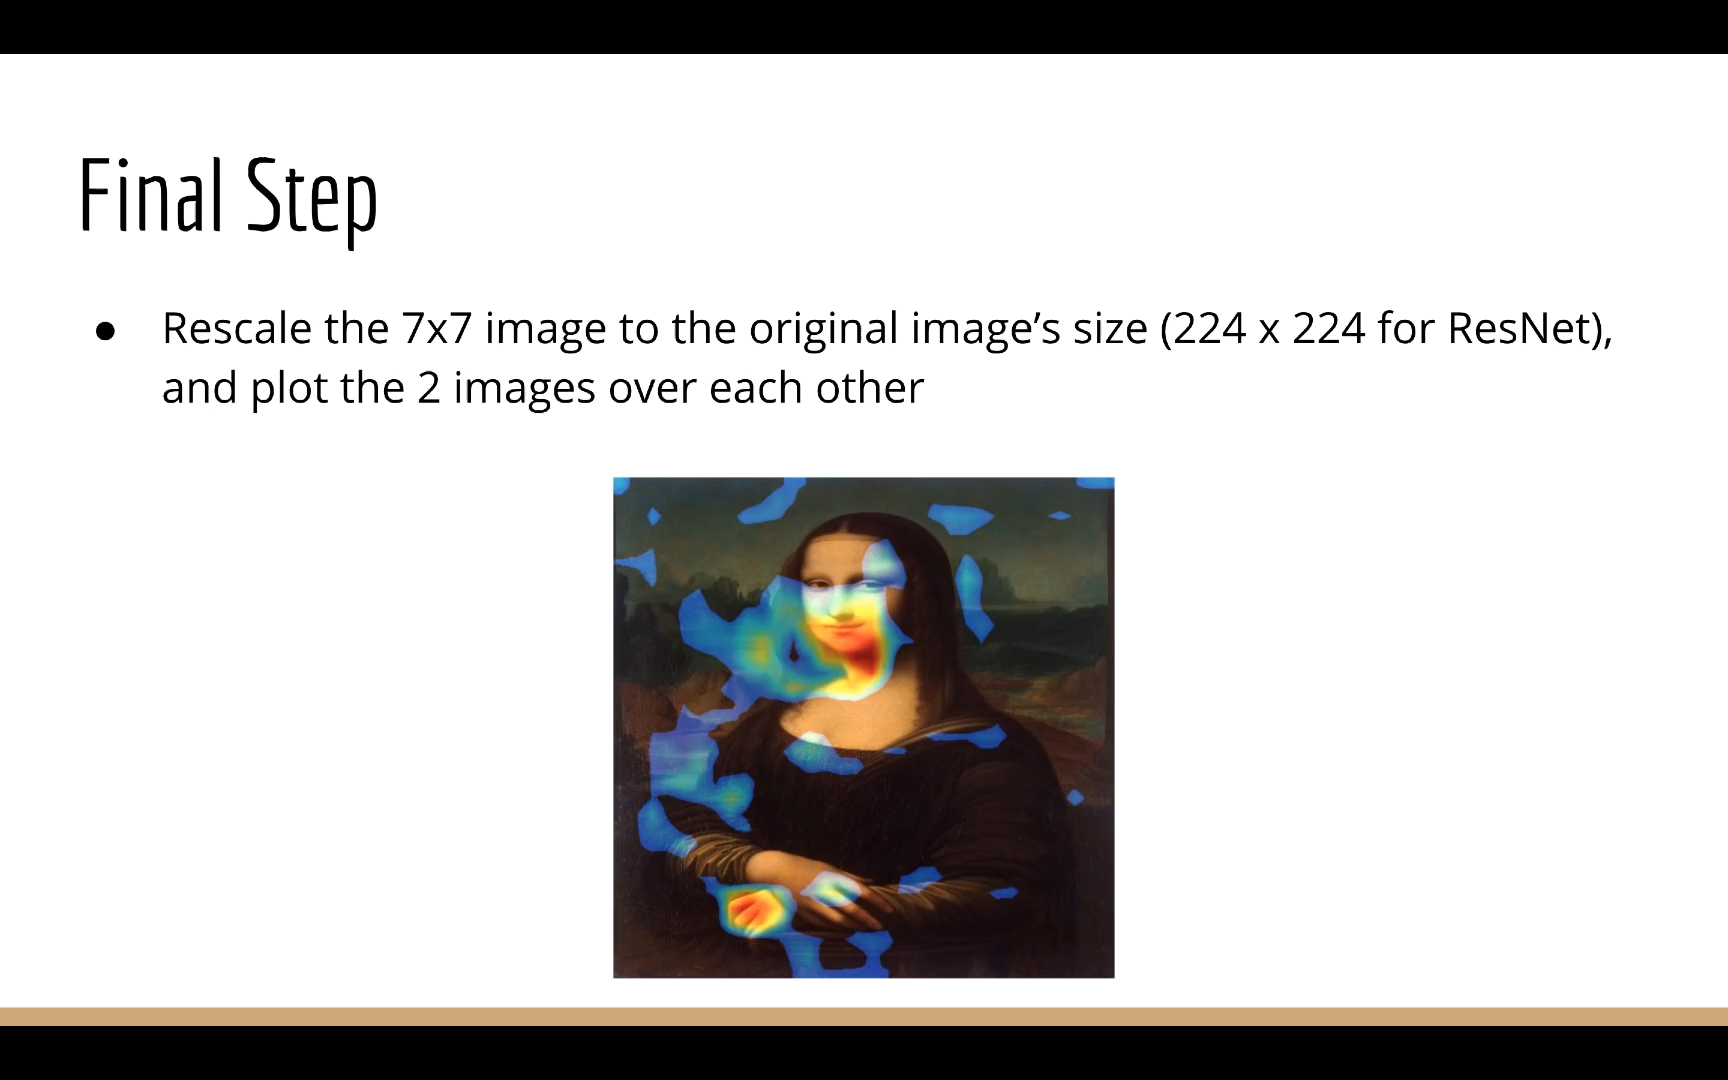 Final Step
● Rescale the 7x7 image to the original image’s size (224 x 224 for ResNet),
and plot the 2 images over each other